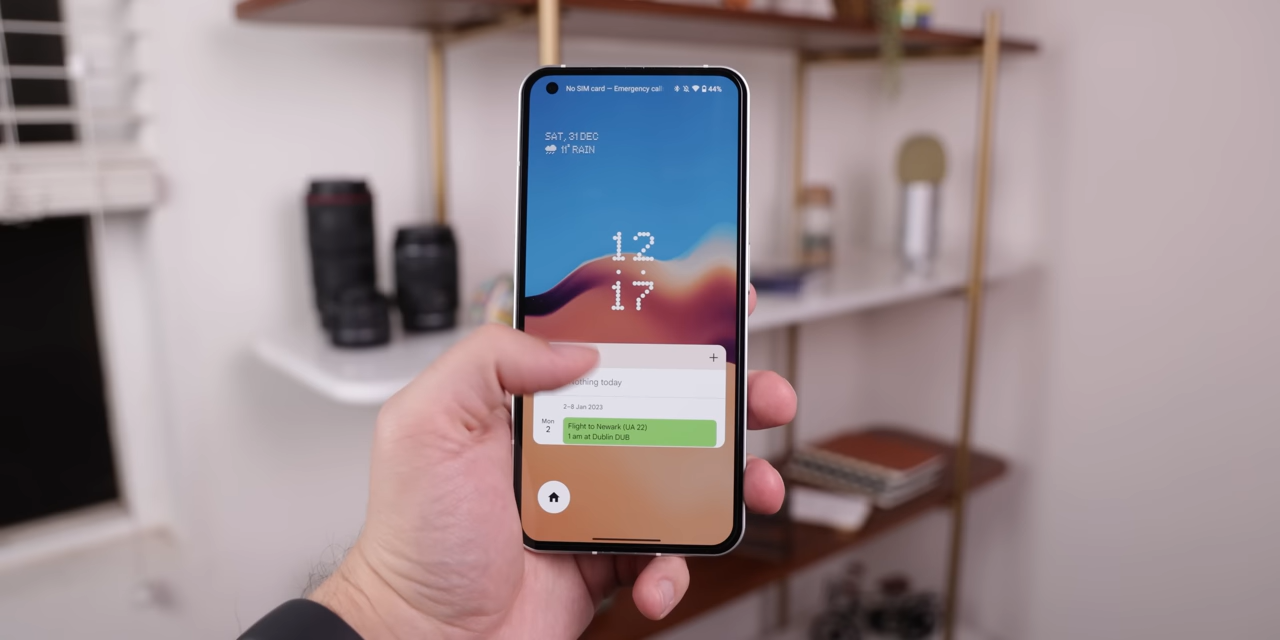 No SIM card — Emergency call
44%
SAT, 31 DEC
11° RAIN
12
:
17
+
nothing today
2–8 Jan 2023
Mon
2
Flight to Newark (UA 22)
1 am at Dublin DUB